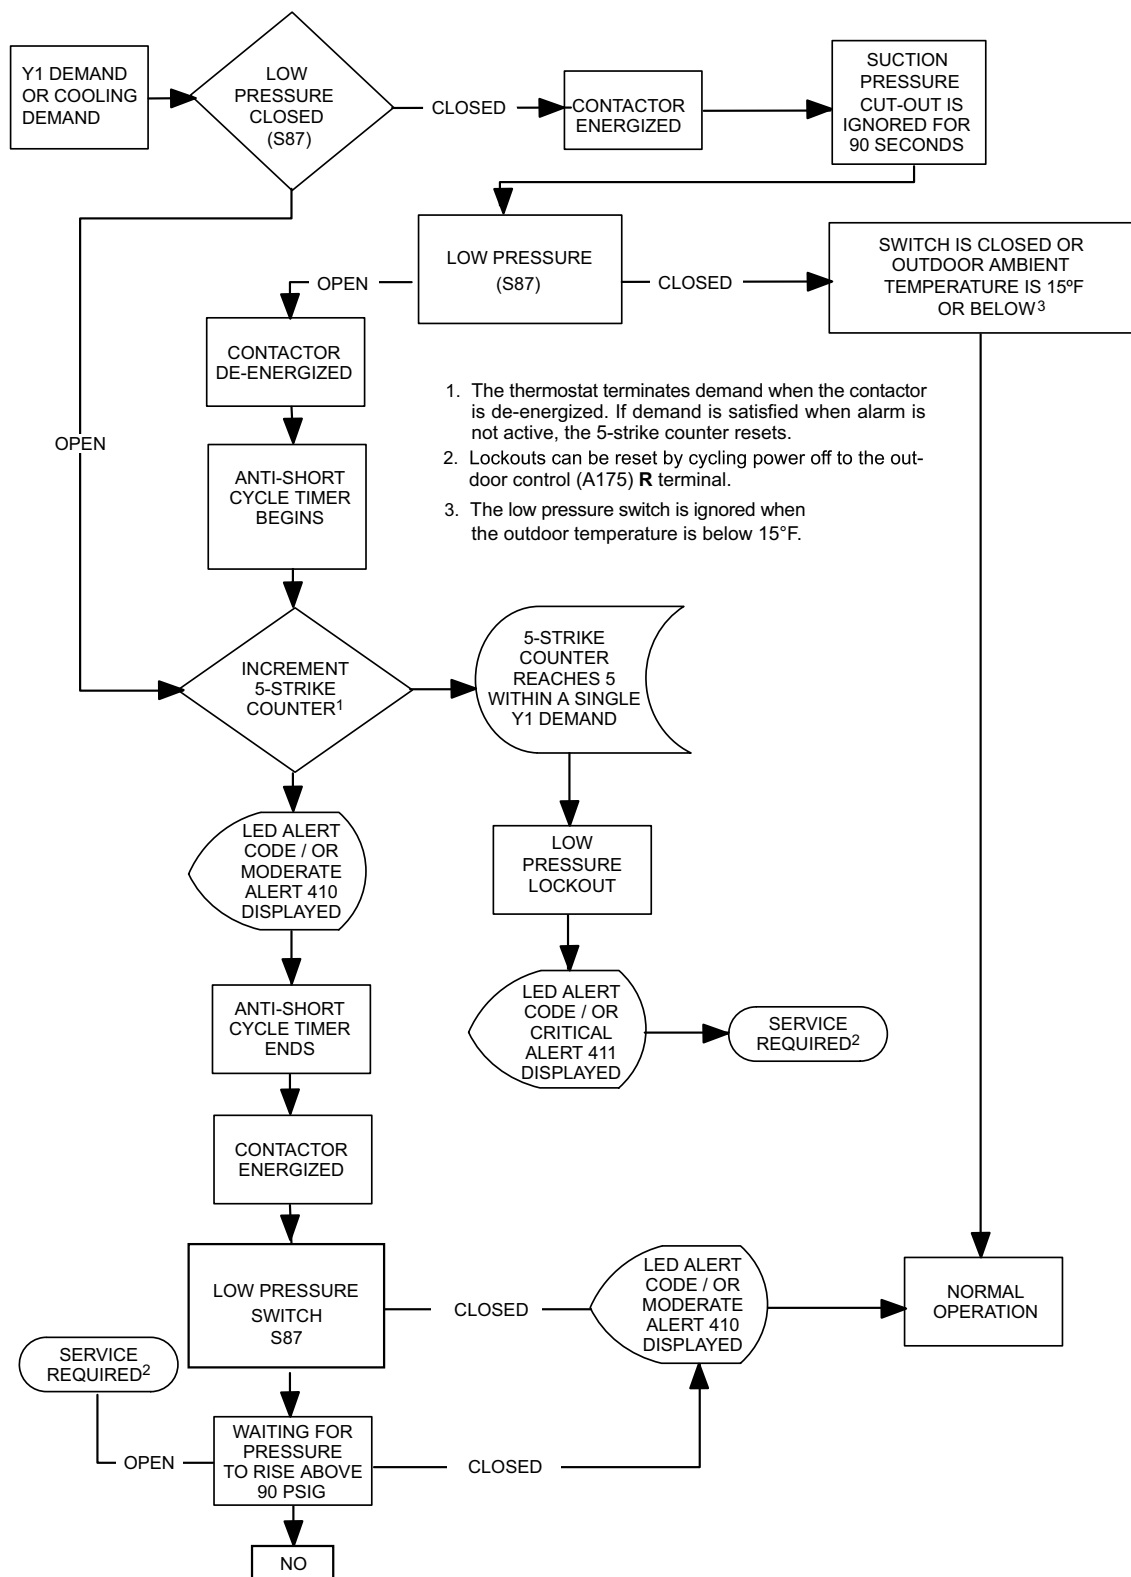 Y1 DEMAND
OR COOLING
DEMAND
LOW
PRESSURE
CLOSED
(S87)
CLOSED
CONTACTOR
ENERGIZED
SUCTION
PRESSURE
CUT-OUT IS
IGNORED FOR
90 SECONDS
LOW PRESSURE
(S87)
OPEN
CLOSED
SWITCH IS CLOSED OR
OUTDOOR AMBIENT
TEMPERATURE IS 15ºF
OR BELOW3
CONTACTOR
DE-ENERGIZED
OPEN
ANTI-SHORT
CYCLE TIMER
BEGINS
1. The thermostat terminates demand when the contactor
is de-energized. If demand is satisfied when alarm is
not active, the 5-strike counter resets.
2. Lockouts can be reset by cycling power off to the out-
door control (A175) R terminal.
3. The low pressure switch is ignored when
the outdoor temperature is below 15°F.
INCREMENT
5-STRIKE
COUNTER1
5-STRIKE
COUNTER
REACHES 5
WITHIN A SINGLE
Y1 DEMAND
LED ALERT
CODE / OR
MODERATE
ALERT 410
DISPLAYED
LOW
PRESSURE
LOCKOUT
ANTI-SHORT
CYCLE TIMER
ENDS
LED ALERT
CODE / OR
CRITICAL
ALERT 411
DISPLAYED
SERVICE
REQUIRED2
CONTACTOR
ENERGIZED
LOW PRESSURE
SWITCH
S87
CLOSED
LED ALERT
CODE / OR
MODERATE
ALERT 410
DISPLAYED
NORMAL
OPERATION
SERVICE
REQUIRED2
OPEN
WAITING FOR
PRESSURE
TO RISE ABOVE
90 PSIG
CLOSED
NO